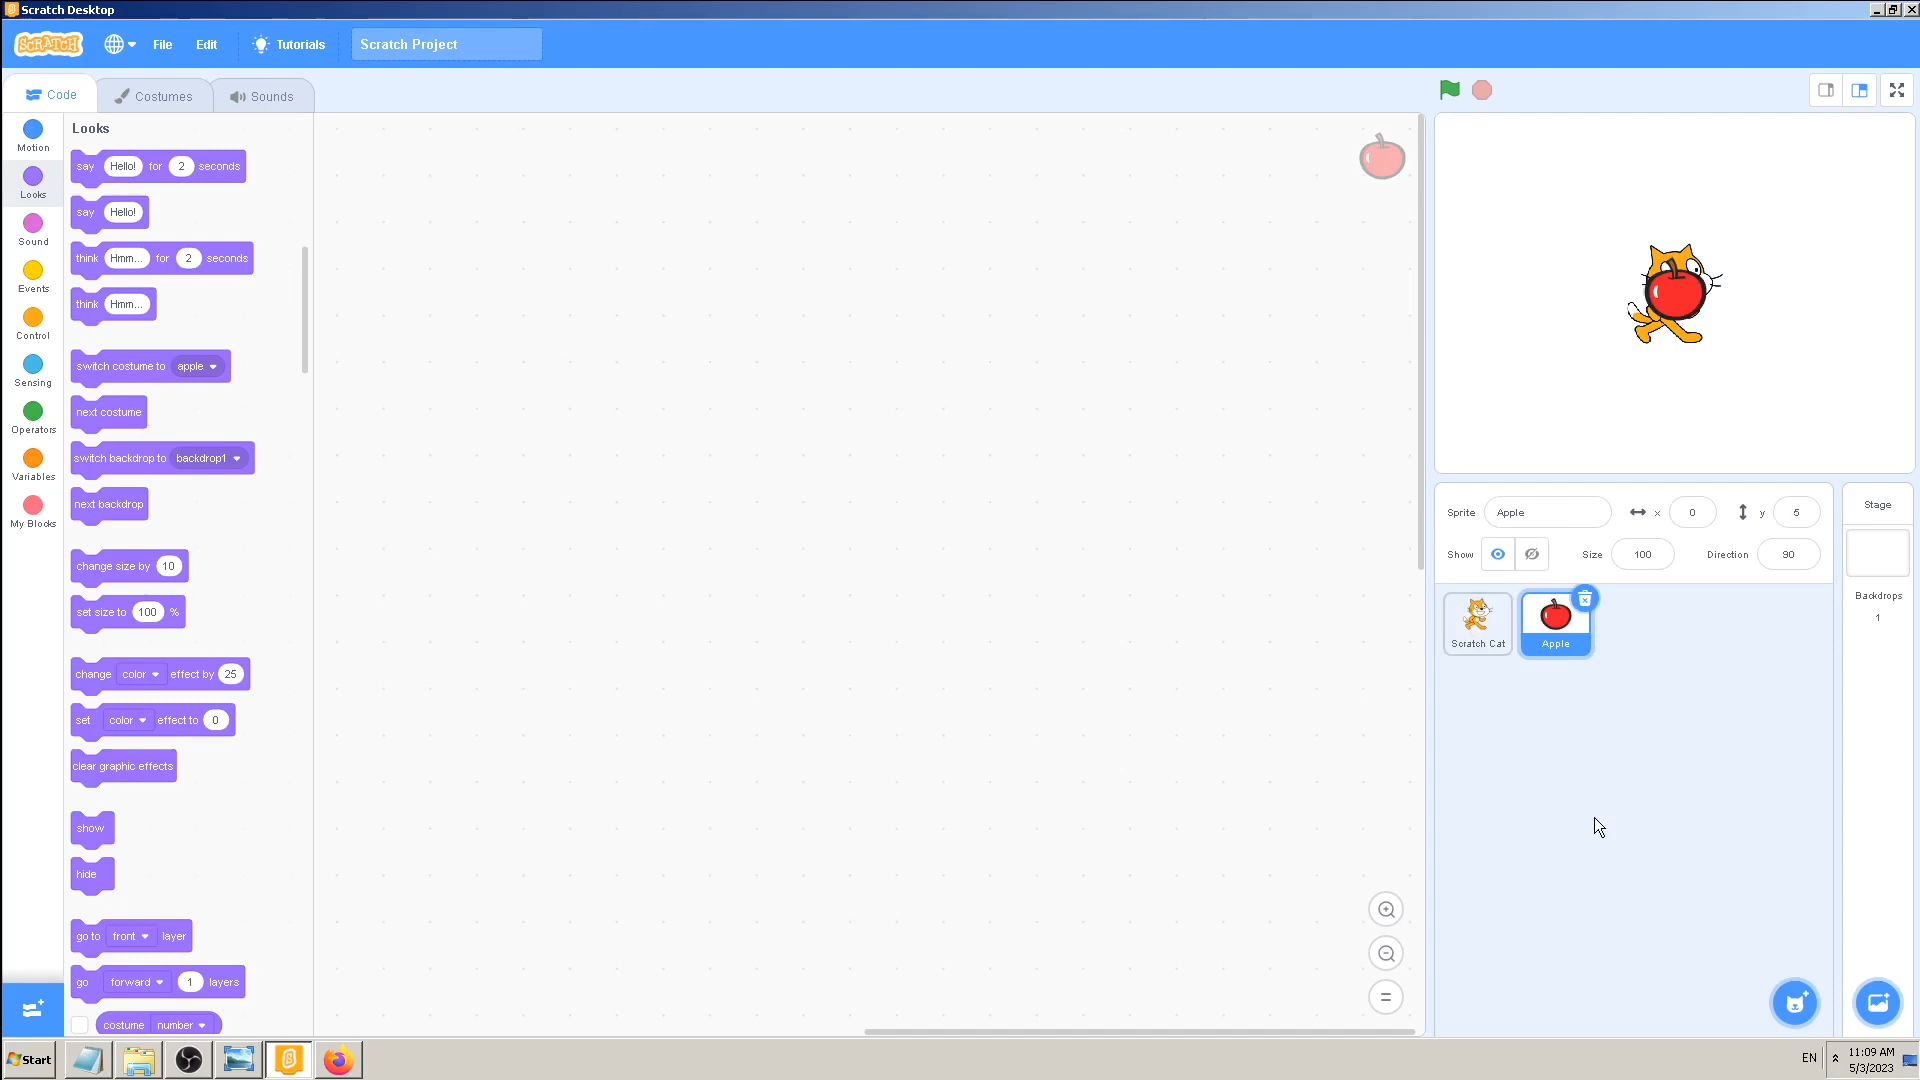 Scratch Desktop
SCRATCH File Edit Tutorials Scratch Project
Code Costumes Sounds
Motion
Looks
Sound
Events
Control
Sensing
Operators
Variables
My Blocks
Looks
say Hello! for 2 seconds
say Hello!
think Hmm... for 2 seconds
think Hmm...
switch costume to apple
next costume
switch backdrop to backdrop1
next backdrop
change size by 10
set size to 100 %
change color effect by 25
set color effect to 0
clear graphic effects
show
hide
go to front layer
go forward 1 layers
costume number
Sprite Apple x 0 y 5
Show Size 100 Direction 90
Scratch Cat
Apple
Stage
Backdrops
1
Start
EN
11:09 AM
5/3/2023